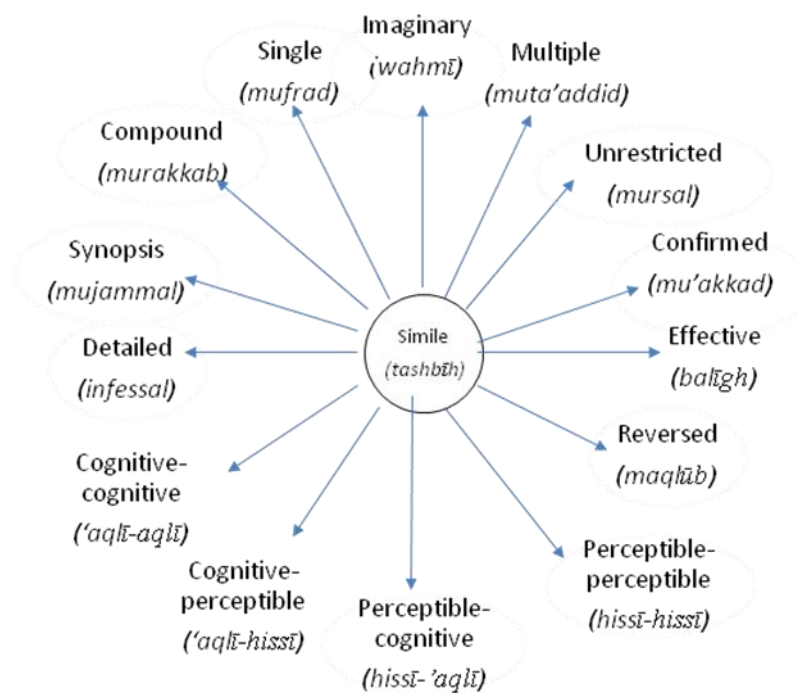 Imaginary
(wahmī)
Single
(mufrad)
Multiple
(muta'addid)
Compound
(murakkab)
Unrestricted
(mursal)
Synopsis
(mujammal)
Confirmed
(mu'akkad)
Simile
(tashbīh)
Detailed
(infessal)
Effective
(balīgh)
Reversed
(maqlūb)
Cognitive-
cognitive
('aqlī-aqlī)
Cognitive-
perceptible
('aqlī-hissī)
Perceptible-
cognitive
(hissī- 'aqlī)
Perceptible-
perceptible
(hissī-hissī)